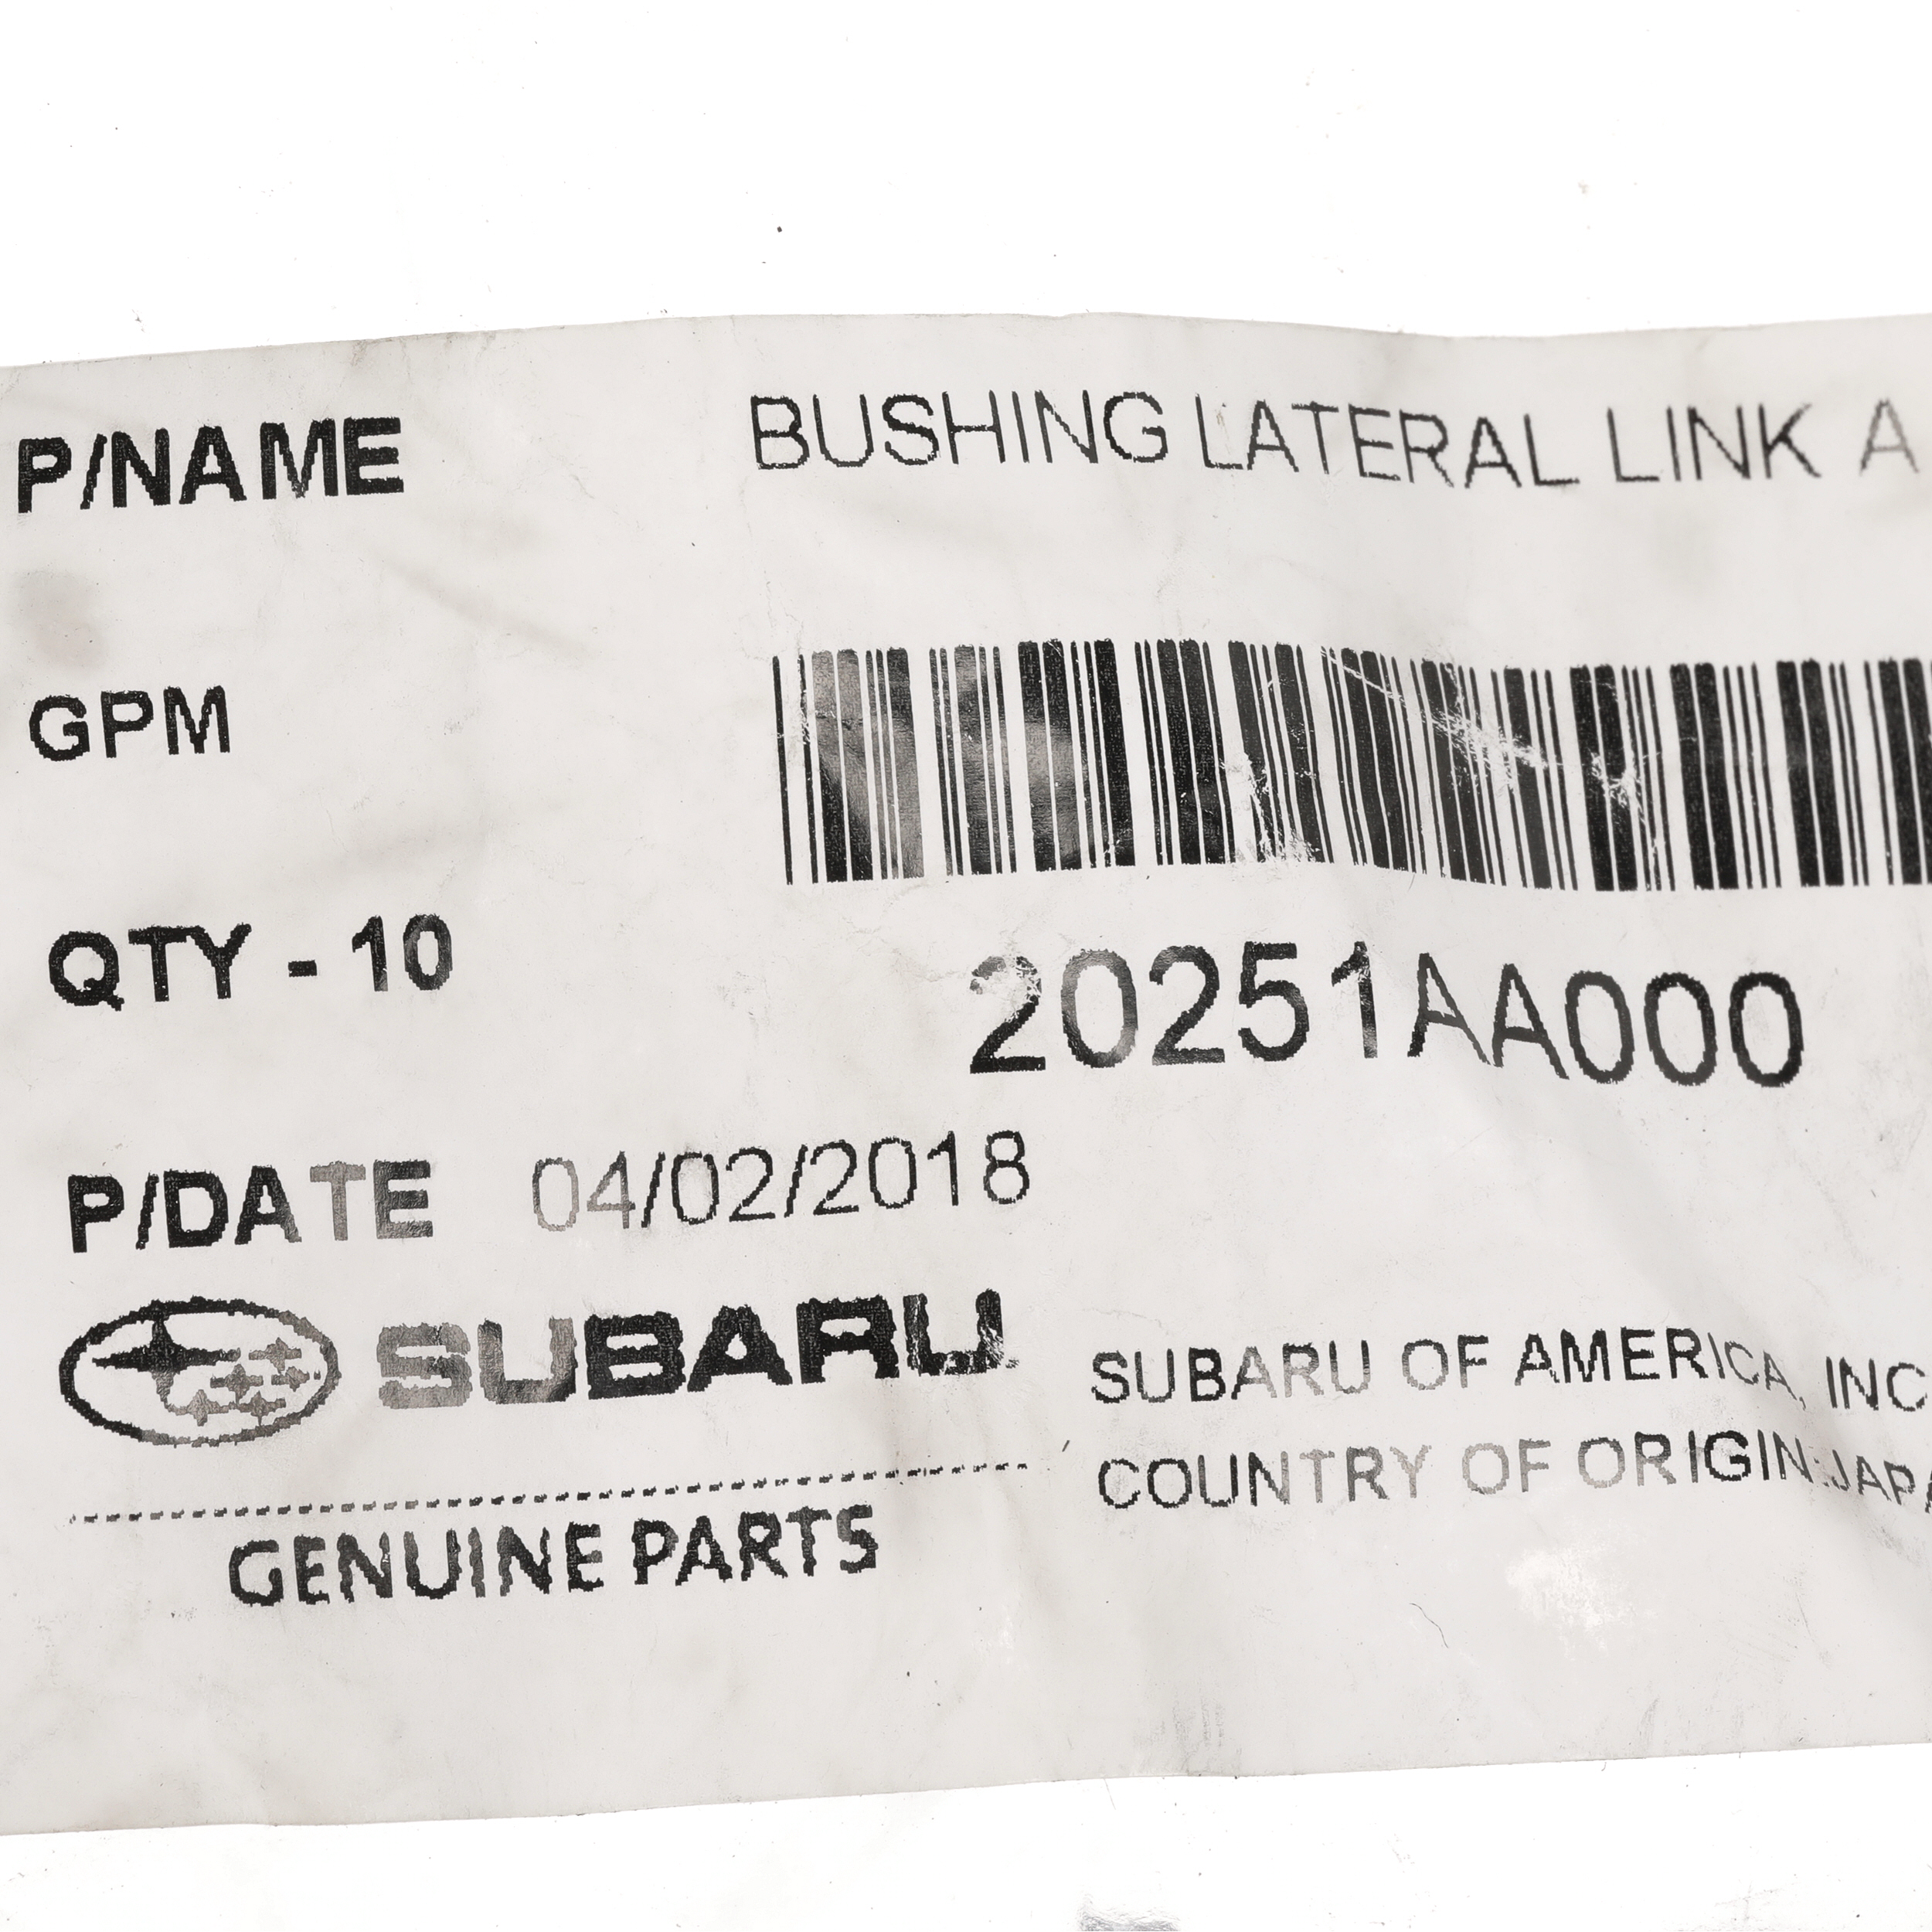 P/NAME BUSHING LATERAL LINK A
GPM
QTY - 10
20251AA000
P/DATE 04/02/2018
SUBARU
SUBARU OF AMERICA, INC
COUNTRY OF ORIGIN:JAPA
GENUINE PARTS